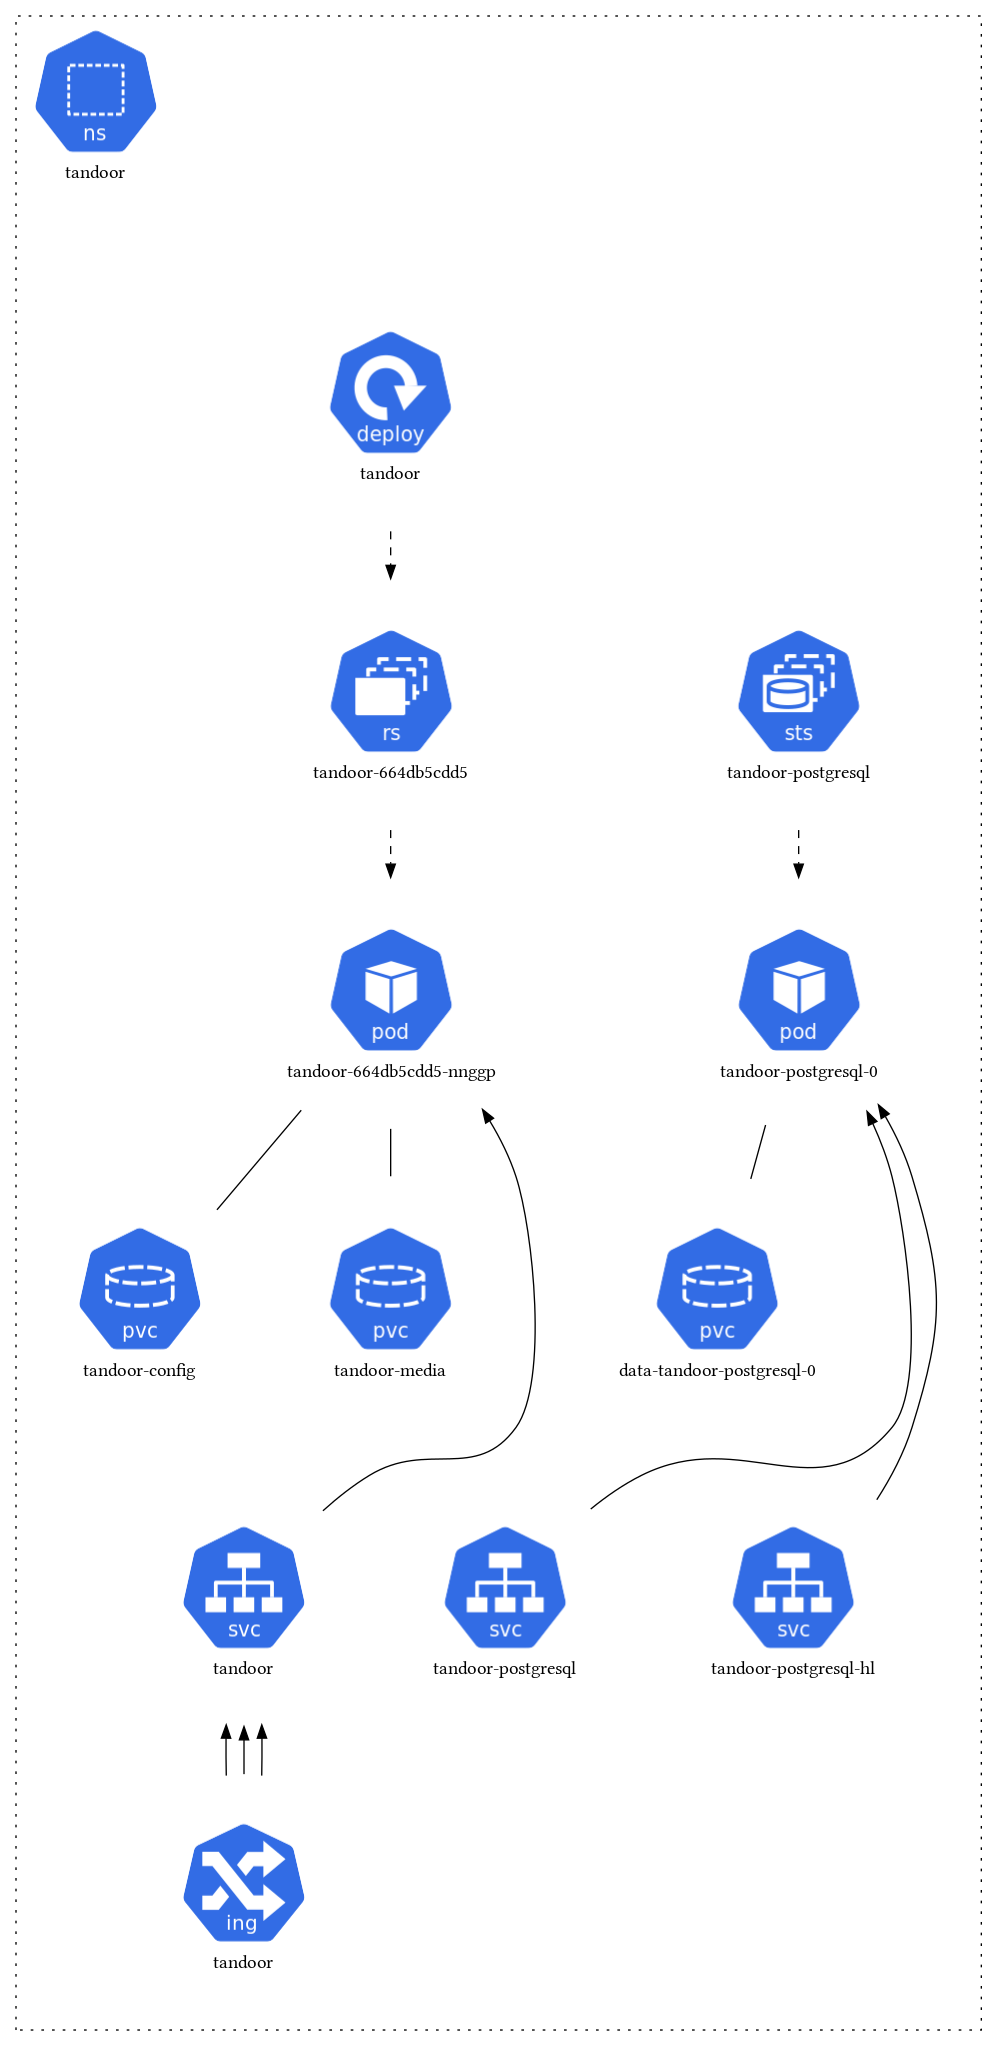 ns
tandoor
deploy
tandoor
rs
tandoor-664db5cdd5
sts
tandoor-postgresql
pod
tandoor-664db5cdd5-nnggp
pod
tandoor-postgresql-0
pvc
tandoor-config
pvc
tandoor-media
pvc
data-tandoor-postgresql-0
svc
tandoor
svc
tandoor-postgresql
svc
tandoor-postgresql-hl
ing
tandoor